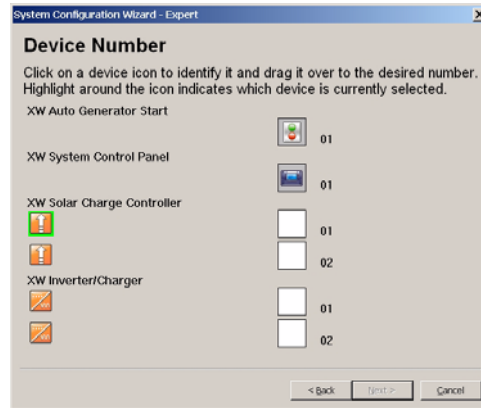 System Configuration Wizard - Expert
Device Number
Click on a device icon to identify it and drag it over to the desired number.
Highlight around the icon indicates which device is currently selected.
XW Auto Generator Start
01
XW System Control Panel
01
XW Solar Charge Controller
01
02
XW Inverter/Charger
01
02
< Back Next > Cancel